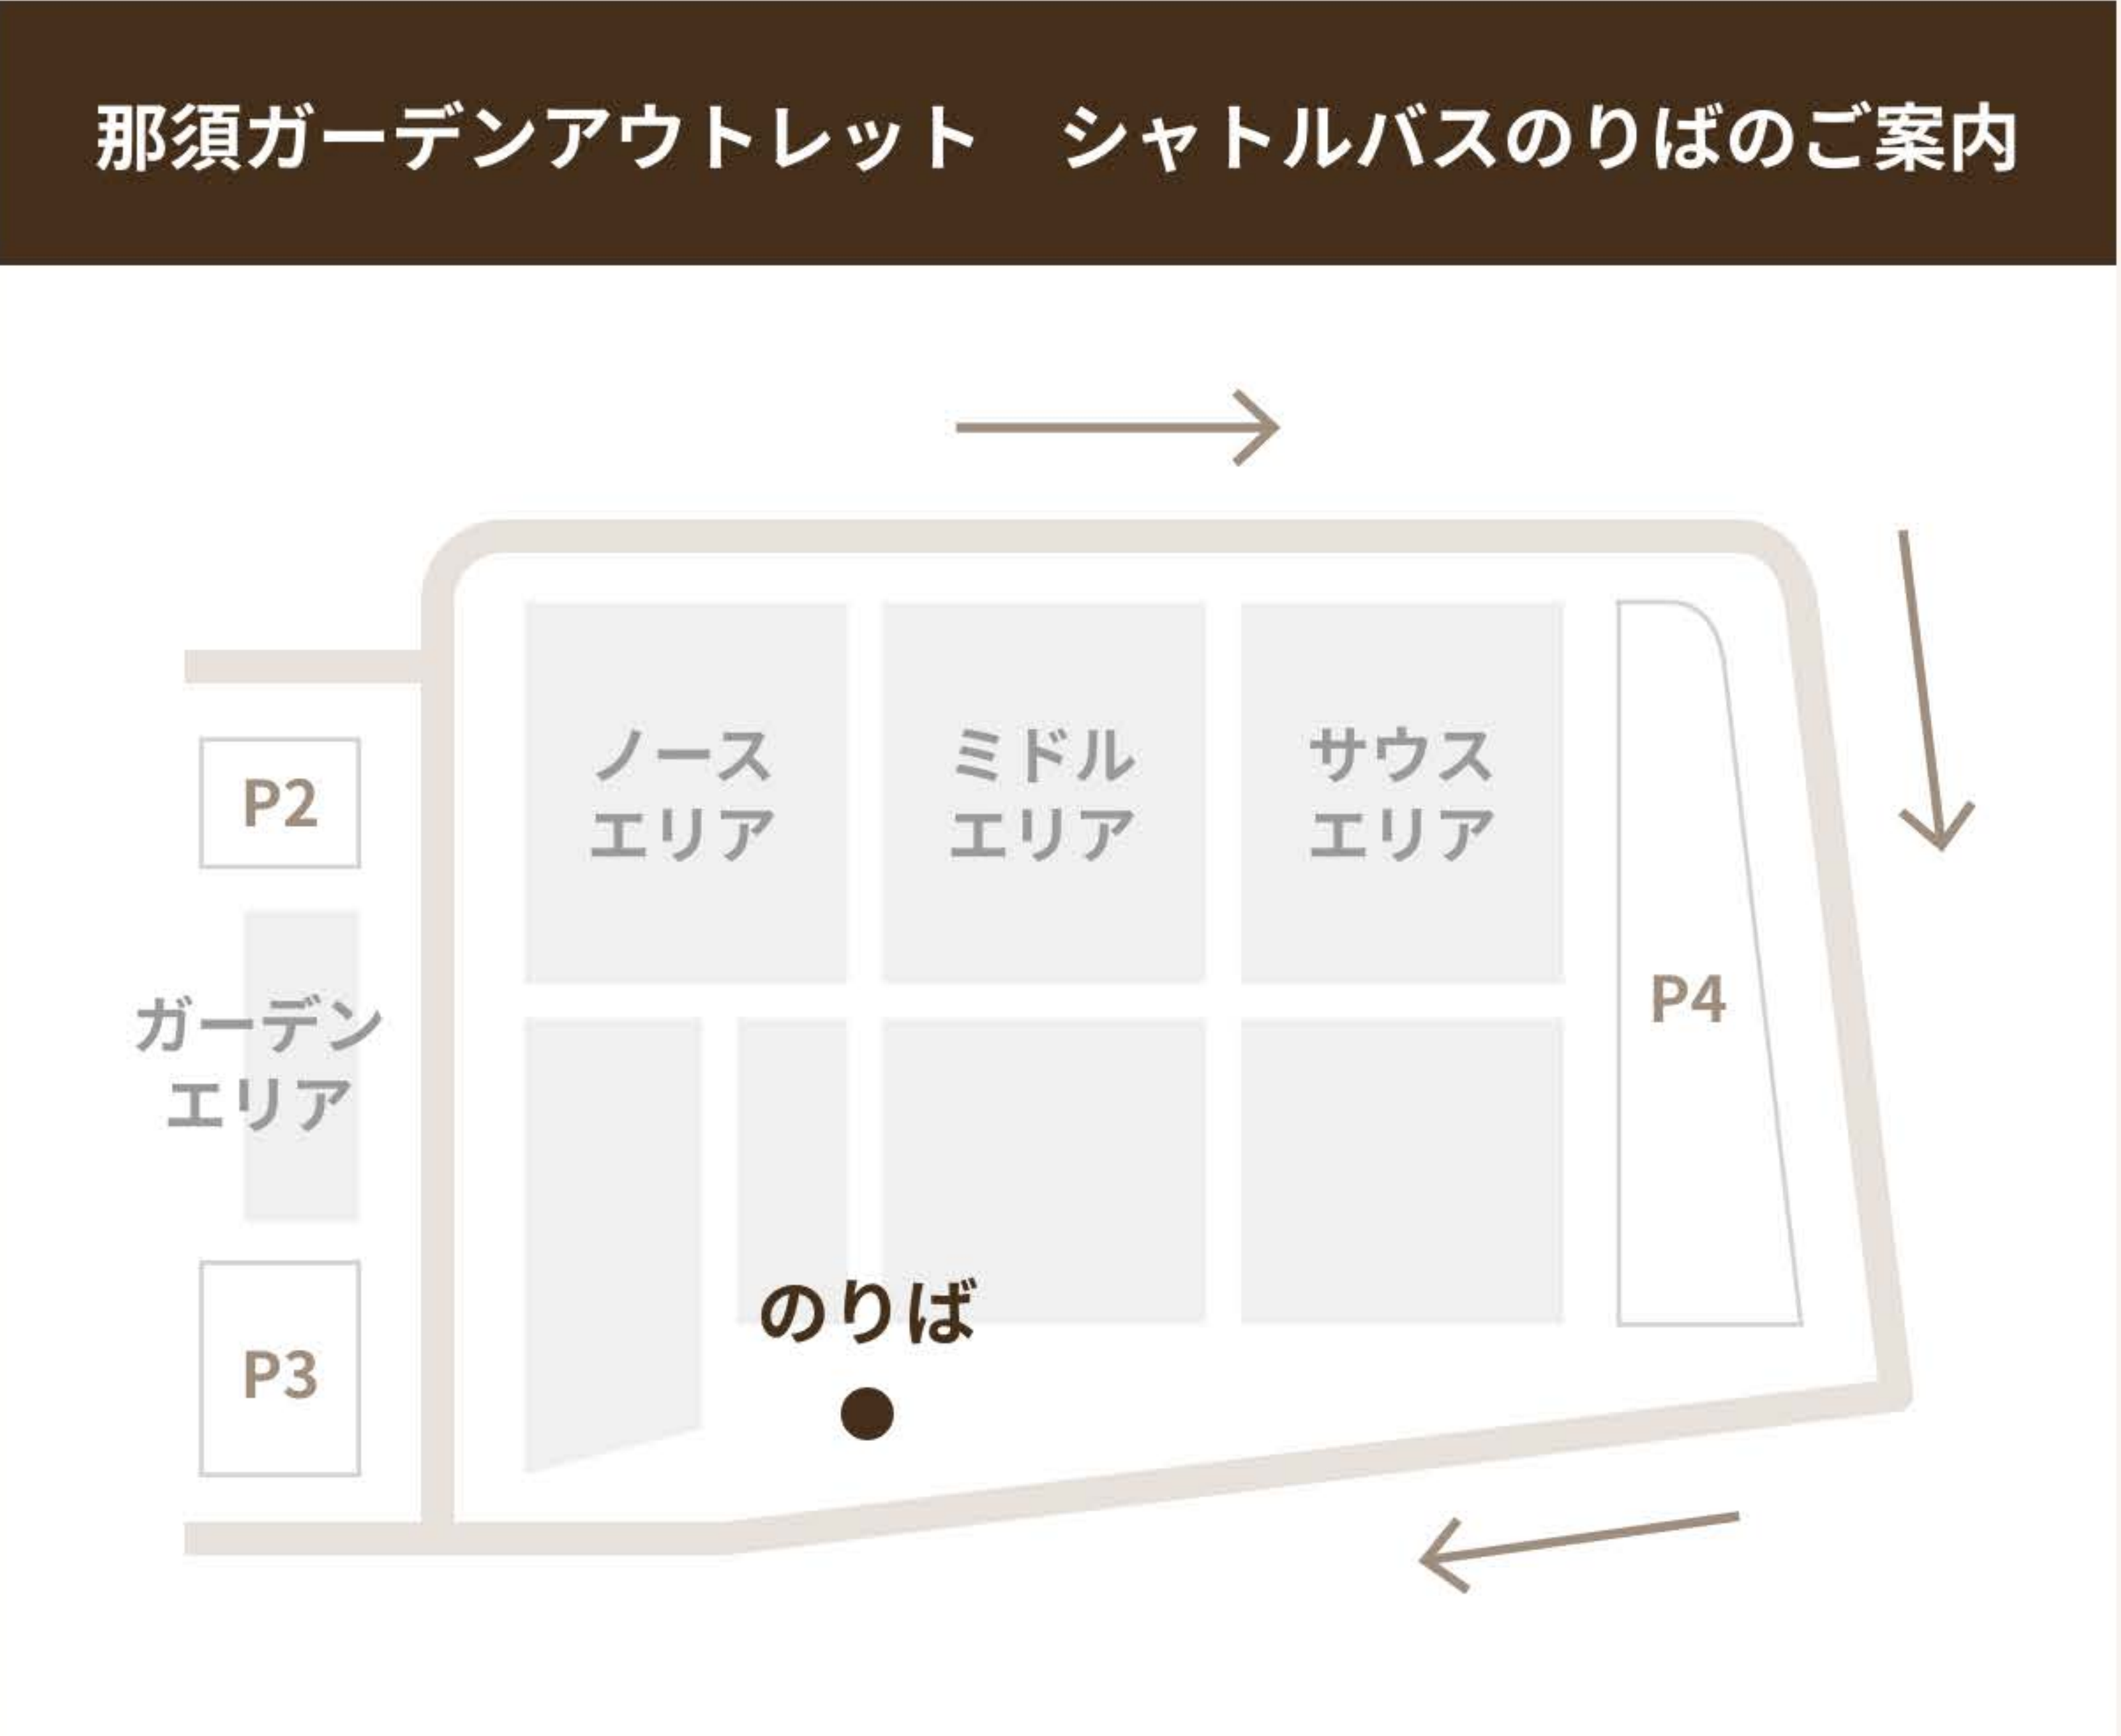 那須ガーデンアウトレット　シャトルバスのりばのご案内
ノース
エリア
ミドル
エリア
サウス
エリア
P2
P4
ガーデン
エリア
のりば
P3